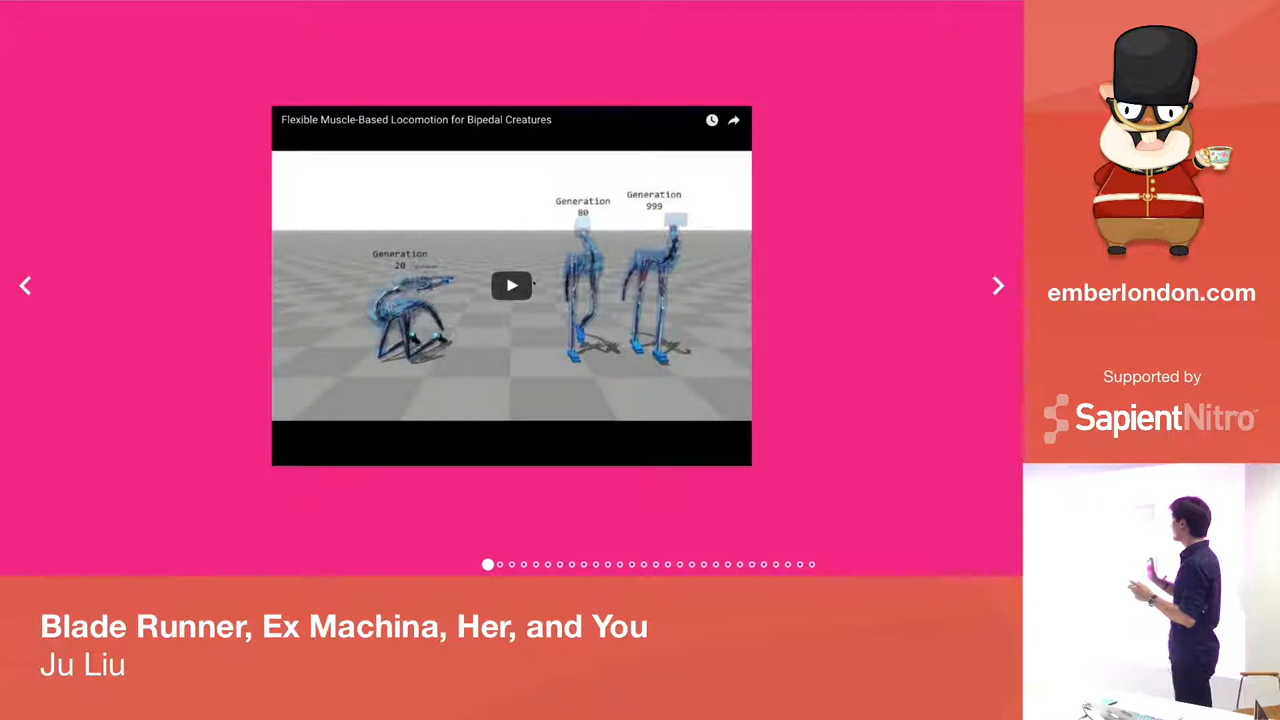 Flexible Muscle-Based Locomotion for Bipedal Creatures
Generation
20
Generation
80
Generation
999
emberlondon.com
Supported by
SapientNitro
Blade Runner, Ex Machina, Her, and You
Ju Liu